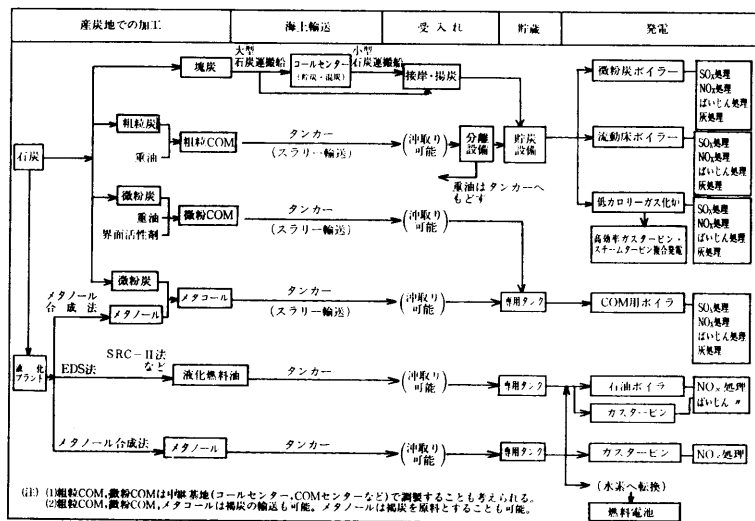 産炭地での加工
海上輸送
受入れ
貯蔵
発電
石炭
塊炭
大型
石炭運搬船
コールセンター
(貯炭・混炭)
小型
石炭運搬船
接岸・揚炭
微粉炭ボイラー
SOx処理
NOx処理
ばいじん処理
灰処理
粗粒炭
重油
粗粒COM
タンカー
(スラリー輸送)
(沖取り
可能)
分離
設備
貯炭
設備
重油はタンカーへ
もどす
流動床ボイラー
SOx処理
NOx処理
ばいじん処理
灰処理
微粉炭
重油
界面活性剤
微粉COM
タンカー
(スラリー輸送)
(沖取り
可能)
低カロリーガス化炉
SOx処理
NOx処理
ばいじん処理
灰処理
高効率ガスタービン・
スチームタービン複合発電
微粉炭
メタノール
合成法
メタノール
メタコール
タンカー
(スラリー輸送)
(沖取り
可能)
専用タンク
COM用ボイラ
SOx処理
NOx処理
ばいじん処理
灰処理
プラント
EDS法
SRC-II法
など
液化燃料油
タンカー
(沖取り
可能)
専用タンク
石油ボイラ
ガスタービン
NOx処理
ばいじん 〃
メタノール合成法
メタノール
タンカー
(沖取り
可能)
専用タンク
ガスタービン
NOx処理
(水素へ転換)
燃料電池
(註) (1)粗粒COM,微粉COMは中継基地(コールセンター,COMセンターなど)で調製することも考えられる。
(2)粗粒COM,微粉COM,メタコールは褐炭の輸送も可能。メタノールは褐炭を原料とすることも可能。